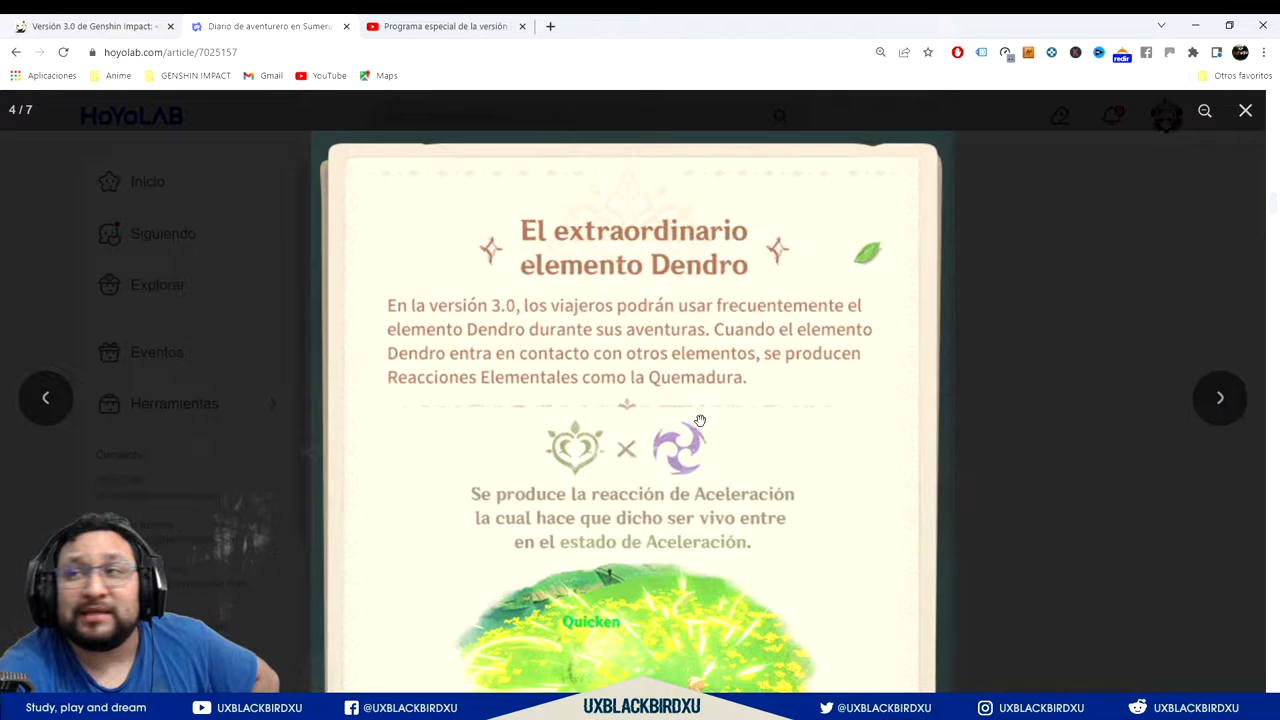 Versión 3.0 de Genshin Impact:
Diario de aventurero en Sumeru
Programa especial de la versión
hoyolab.com/article/7025157
redir
Aplicaciones
Anime
GENSHIN IMPACT
Gmail
YouTube
Maps
Otros favoritos
4 / 7
HoYoLAB
Inicio
Siguiendo
Explorar
Eventos
Herramientas
El extraordinario
elemento Dendro
En la versión 3.0, los viajeros podrán usar frecuentemente el
elemento Dendro durante sus aventuras. Cuando el elemento
Dendro entra en contacto con otros elementos, se producen
Reacciones Elementales como la Quemadura.
Se produce la reacción de Aceleración
la cual hace que dicho ser vivo entre
en el estado de Aceleración.
Quicken
Study, play and dream
UXBLACKBIRDXU
@UXBLACKBIRDXU
UXBLACKBIRDXU
@UXBLACKBIRDXU
UXBLACKBIRDXU
UXBLACKBIRDXU